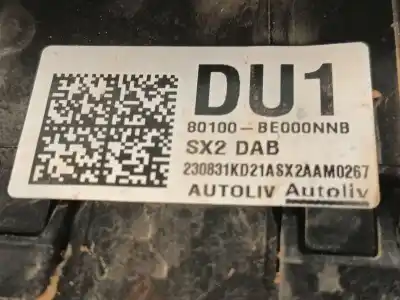 DU1
80100-BE000NNB
SX2 DAB
230831KD21ASX2AAM0267
AUTOLIV Autoliv